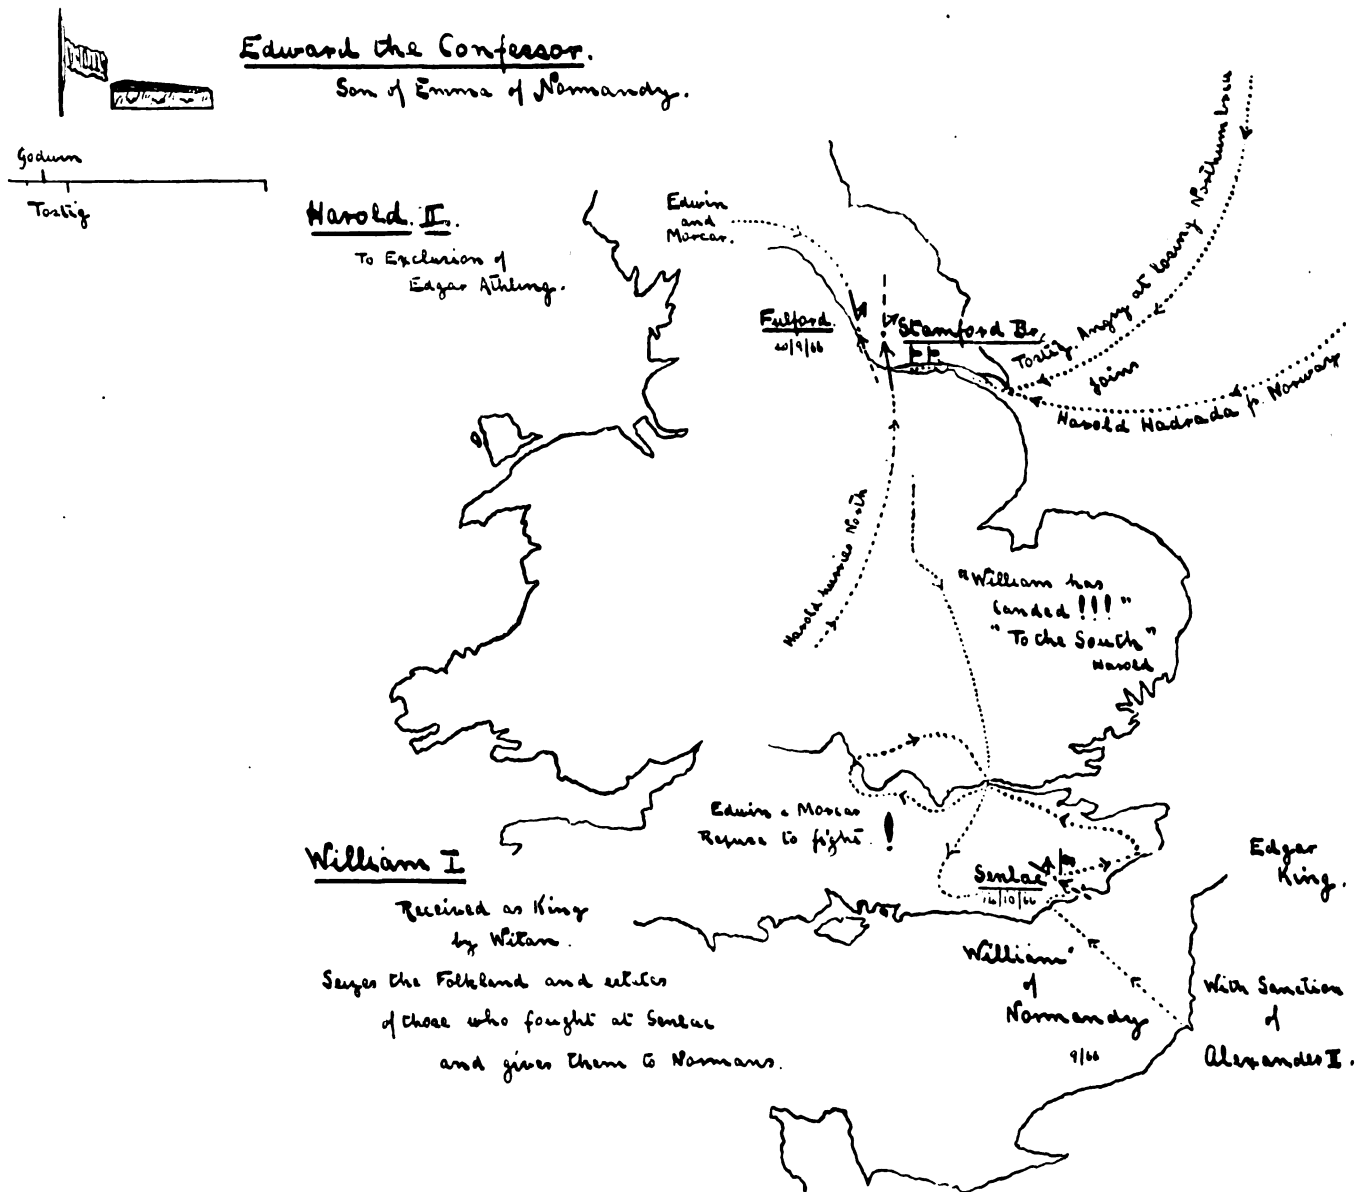 Edward the Confessor.
Son of Emma of Normandy.
Godwin
Tostig
Harold II.
To Exclusion of
Edgar Athling.
Edwin
and
Morcar.
Fulford.
20/9/66
Stamford Br.
Tostig. Angry at losing Northumbria
Joins
Harold Hadrada f. Norway
Harold hurries North
"William has
landed !!!"
"To the South"
Harold
Edwin & Morcar
Refuse to fight. !
Senlac
14/10/66
Edgar
King.
William I
Received as King
by Witan.
Seizes the Folkland and estates
of those who fought at Senlac
and gives them to Normans.
William
of
Normandy
9/66
With Sanction
of
Alexander II.